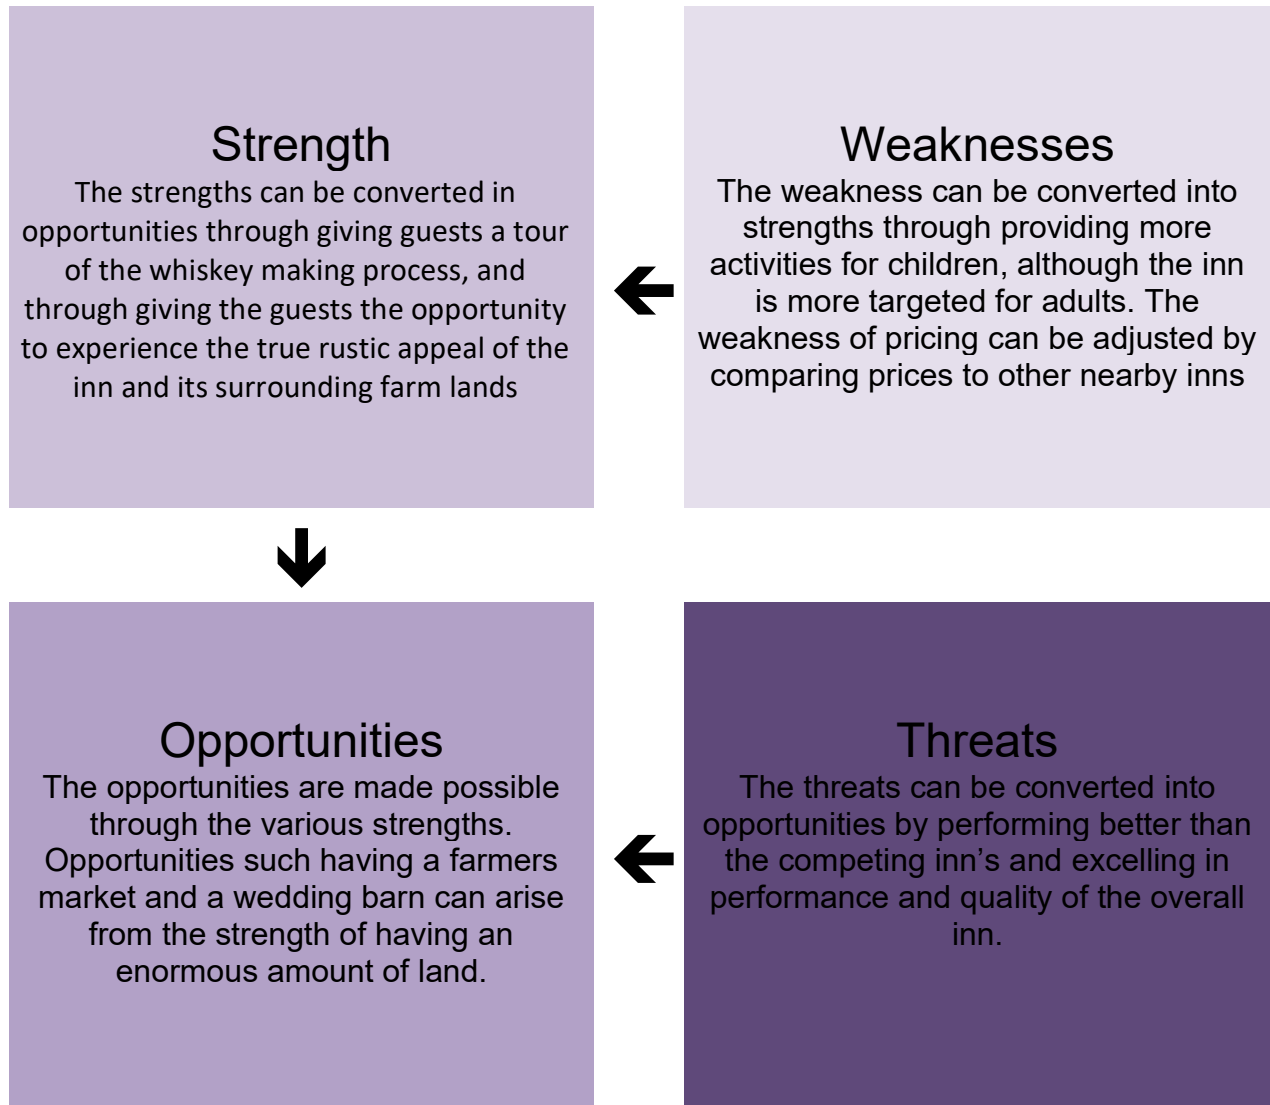 Strength
The strengths can be converted in
opportunities through giving guests a tour
of the whiskey making process, and
through giving the guests the opportunity
to experience the true rustic appeal of the
inn and its surrounding farm lands
Weaknesses
The weakness can be converted into
strengths through providing more
activities for children, although the inn
is more targeted for adults. The
weakness of pricing can be adjusted by
comparing prices to other nearby inns
Opportunities
The opportunities are made possible
through the various strengths.
Opportunities such having a farmers
market and a wedding barn can arise
from the strength of having an
enormous amount of land.
Threats
The threats can be converted into
opportunities by performing better than
the competing inn’s and excelling in
performance and quality of the overall
inn.